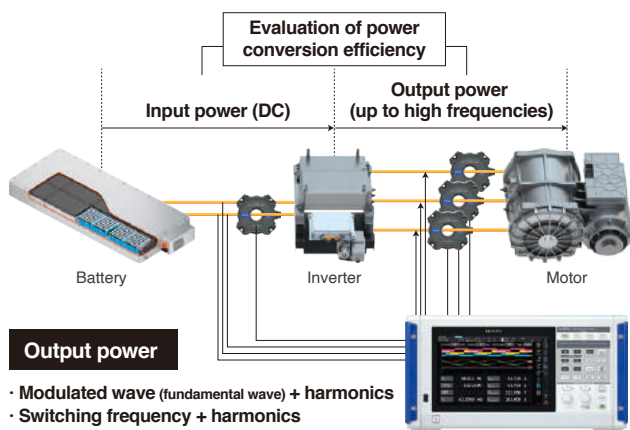 Evaluation of power
conversion efficiency
Input power (DC)
Output power
(up to high frequencies)
Battery
Inverter
Motor
Output power
· Modulated wave (fundamental wave) + harmonics
· Switching frequency + harmonics